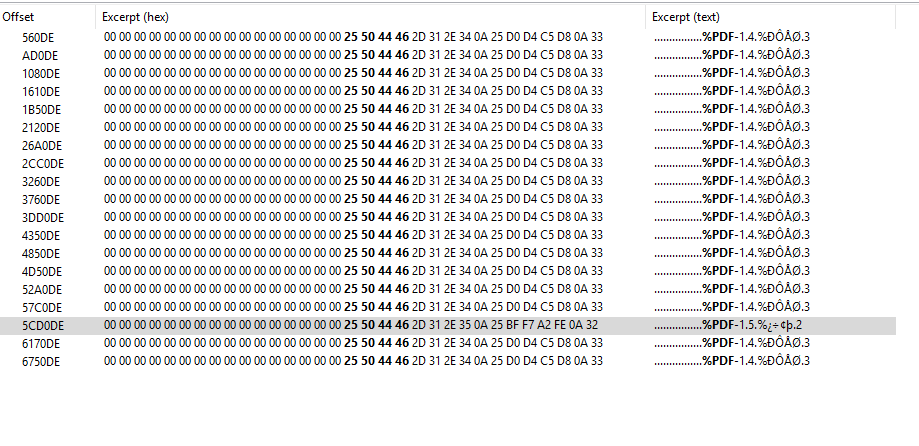 Offset Excerpt (hex) Excerpt (text)
560DE 00 00 00 00 00 00 00 00 00 00 00 00 00 00 00 00 25 50 44 46 2D 31 2E 34 0A 25 D0 D4 C5 D8 0A 33 ................%PDF-1.4.%ÐÔÅØ.3
AD0DE 00 00 00 00 00 00 00 00 00 00 00 00 00 00 00 00 25 50 44 46 2D 31 2E 34 0A 25 D0 D4 C5 D8 0A 33 ................%PDF-1.4.%ÐÔÅØ.3
1080DE 00 00 00 00 00 00 00 00 00 00 00 00 00 00 00 00 25 50 44 46 2D 31 2E 34 0A 25 D0 D4 C5 D8 0A 33 ................%PDF-1.4.%ÐÔÅØ.3
1610DE 00 00 00 00 00 00 00 00 00 00 00 00 00 00 00 00 25 50 44 46 2D 31 2E 34 0A 25 D0 D4 C5 D8 0A 33 ................%PDF-1.4.%ÐÔÅØ.3
1B50DE 00 00 00 00 00 00 00 00 00 00 00 00 00 00 00 00 25 50 44 46 2D 31 2E 34 0A 25 D0 D4 C5 D8 0A 33 ................%PDF-1.4.%ÐÔÅØ.3
2120DE 00 00 00 00 00 00 00 00 00 00 00 00 00 00 00 00 25 50 44 46 2D 31 2E 34 0A 25 D0 D4 C5 D8 0A 33 ................%PDF-1.4.%ÐÔÅØ.3
26A0DE 00 00 00 00 00 00 00 00 00 00 00 00 00 00 00 00 25 50 44 46 2D 31 2E 34 0A 25 D0 D4 C5 D8 0A 33 ................%PDF-1.4.%ÐÔÅØ.3
2CC0DE 00 00 00 00 00 00 00 00 00 00 00 00 00 00 00 00 25 50 44 46 2D 31 2E 34 0A 25 D0 D4 C5 D8 0A 33 ................%PDF-1.4.%ÐÔÅØ.3
3260DE 00 00 00 00 00 00 00 00 00 00 00 00 00 00 00 00 25 50 44 46 2D 31 2E 34 0A 25 D0 D4 C5 D8 0A 33 ................%PDF-1.4.%ÐÔÅØ.3
3760DE 00 00 00 00 00 00 00 00 00 00 00 00 00 00 00 00 25 50 44 46 2D 31 2E 34 0A 25 D0 D4 C5 D8 0A 33 ................%PDF-1.4.%ÐÔÅØ.3
3DD0DE 00 00 00 00 00 00 00 00 00 00 00 00 00 00 00 00 25 50 44 46 2D 31 2E 34 0A 25 D0 D4 C5 D8 0A 33 ................%PDF-1.4.%ÐÔÅØ.3
4350DE 00 00 00 00 00 00 00 00 00 00 00 00 00 00 00 00 25 50 44 46 2D 31 2E 34 0A 25 D0 D4 C5 D8 0A 33 ................%PDF-1.4.%ÐÔÅØ.3
4850DE 00 00 00 00 00 00 00 00 00 00 00 00 00 00 00 00 25 50 44 46 2D 31 2E 34 0A 25 D0 D4 C5 D8 0A 33 ................%PDF-1.4.%ÐÔÅØ.3
4D50DE 00 00 00 00 00 00 00 00 00 00 00 00 00 00 00 00 25 50 44 46 2D 31 2E 34 0A 25 D0 D4 C5 D8 0A 33 ................%PDF-1.4.%ÐÔÅØ.3
52A0DE 00 00 00 00 00 00 00 00 00 00 00 00 00 00 00 00 25 50 44 46 2D 31 2E 34 0A 25 D0 D4 C5 D8 0A 33 ................%PDF-1.4.%ÐÔÅØ.3
57C0DE 00 00 00 00 00 00 00 00 00 00 00 00 00 00 00 00 25 50 44 46 2D 31 2E 34 0A 25 D0 D4 C5 D8 0A 33 ................%PDF-1.4.%ÐÔÅØ.3
5CD0DE 00 00 00 00 00 00 00 00 00 00 00 00 00 00 00 00 25 50 44 46 2D 31 2E 35 0A 25 BF F7 A2 FE 0A 32 ................%PDF-1.5.%¿÷¢þ.2
6170DE 00 00 00 00 00 00 00 00 00 00 00 00 00 00 00 00 25 50 44 46 2D 31 2E 34 0A 25 D0 D4 C5 D8 0A 33 ................%PDF-1.4.%ÐÔÅØ.3
6750DE 00 00 00 00 00 00 00 00 00 00 00 00 00 00 00 00 25 50 44 46 2D 31 2E 34 0A 25 D0 D4 C5 D8 0A 33 ................%PDF-1.4.%ÐÔÅØ.3